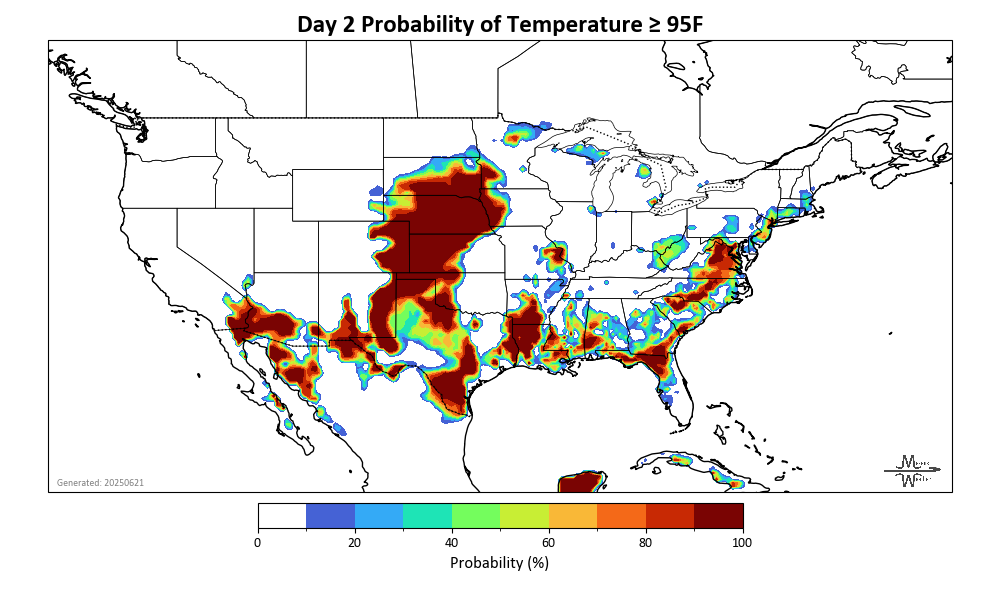 Day 2 Probability of Temperature ≥ 95F
Generated: 20250621
0 20 40 60 80 100
Probability (%)